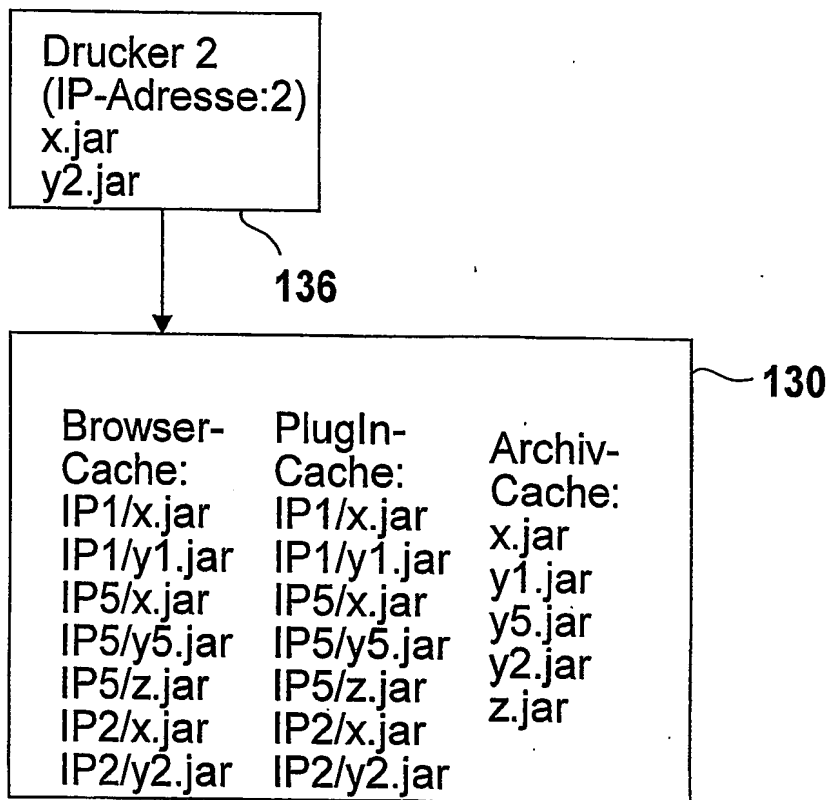 Drucker 2
(IP-Adresse:2)
x.jar
y2.jar
136
130
Browser-
Cache:
IP1/x.jar
IP1/y1.jar
IP5/x.jar
IP5/y5.jar
IP5/z.jar
IP2/x.jar
IP2/y2.jar
PlugIn-
Cache:
IP1/x.jar
IP1/y1.jar
IP5/x.jar
IP5/y5.jar
IP5/z.jar
IP2/x.jar
IP2/y2.jar
Archiv-
Cache:
x.jar
y1.jar
y5.jar
y2.jar
z.jar